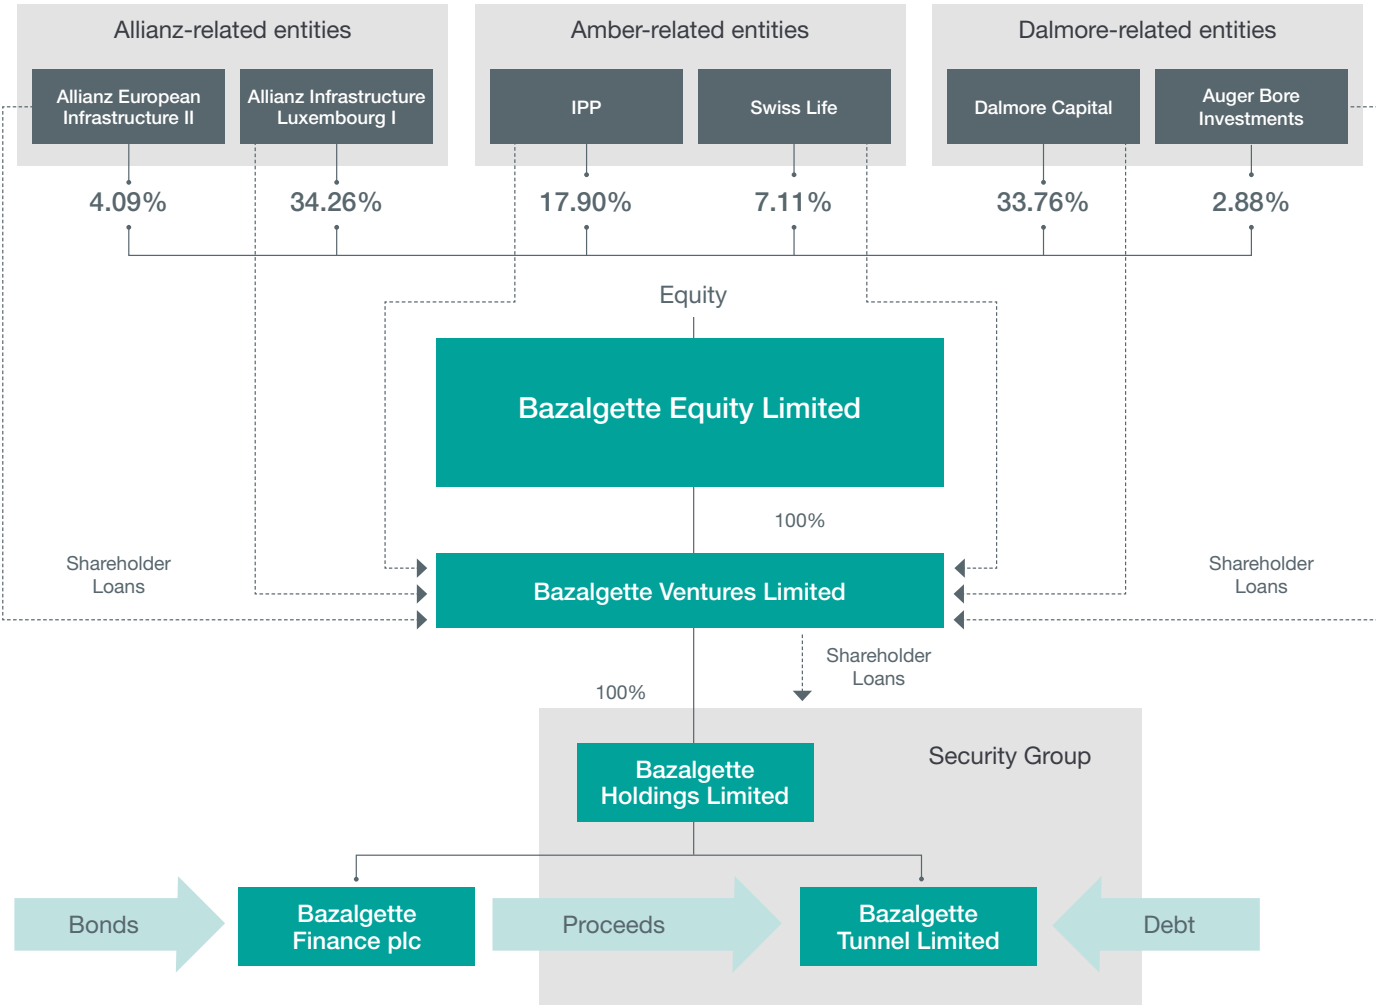 Allianz-related entities
Amber-related entities
Dalmore-related entities
Allianz European
Infrastructure II
Allianz Infrastructure
Luxembourg I
IPP
Swiss Life
Dalmore Capital
Auger Bore
Investments
4.09%
34.26%
17.90%
7.11%
33.76%
2.88%
Equity
Bazalgette Equity Limited
100%
Shareholder
Loans
Bazalgette Ventures Limited
Shareholder
Loans
Shareholder
Loans
100%
Security Group
Bazalgette
Holdings Limited
Bonds
Bazalgette
Finance plc
Proceeds
Bazalgette
Tunnel Limited
Debt